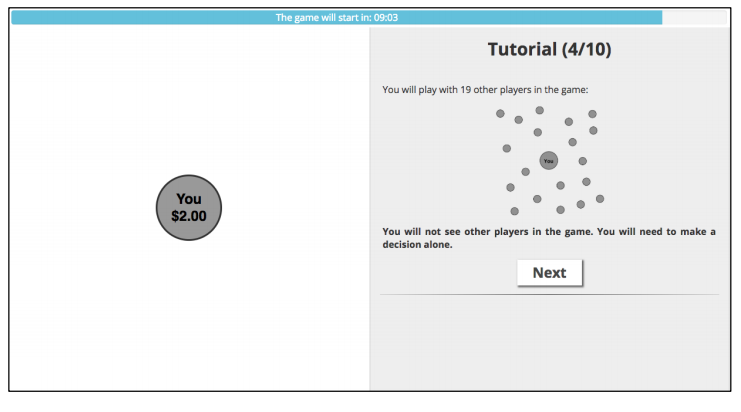 The game will start in: 09:03
Tutorial (4/10)
You will play with 19 other players in the game:
You
You
$2.00
You will not see other players in the game. You will need to make a
decision alone.
Next